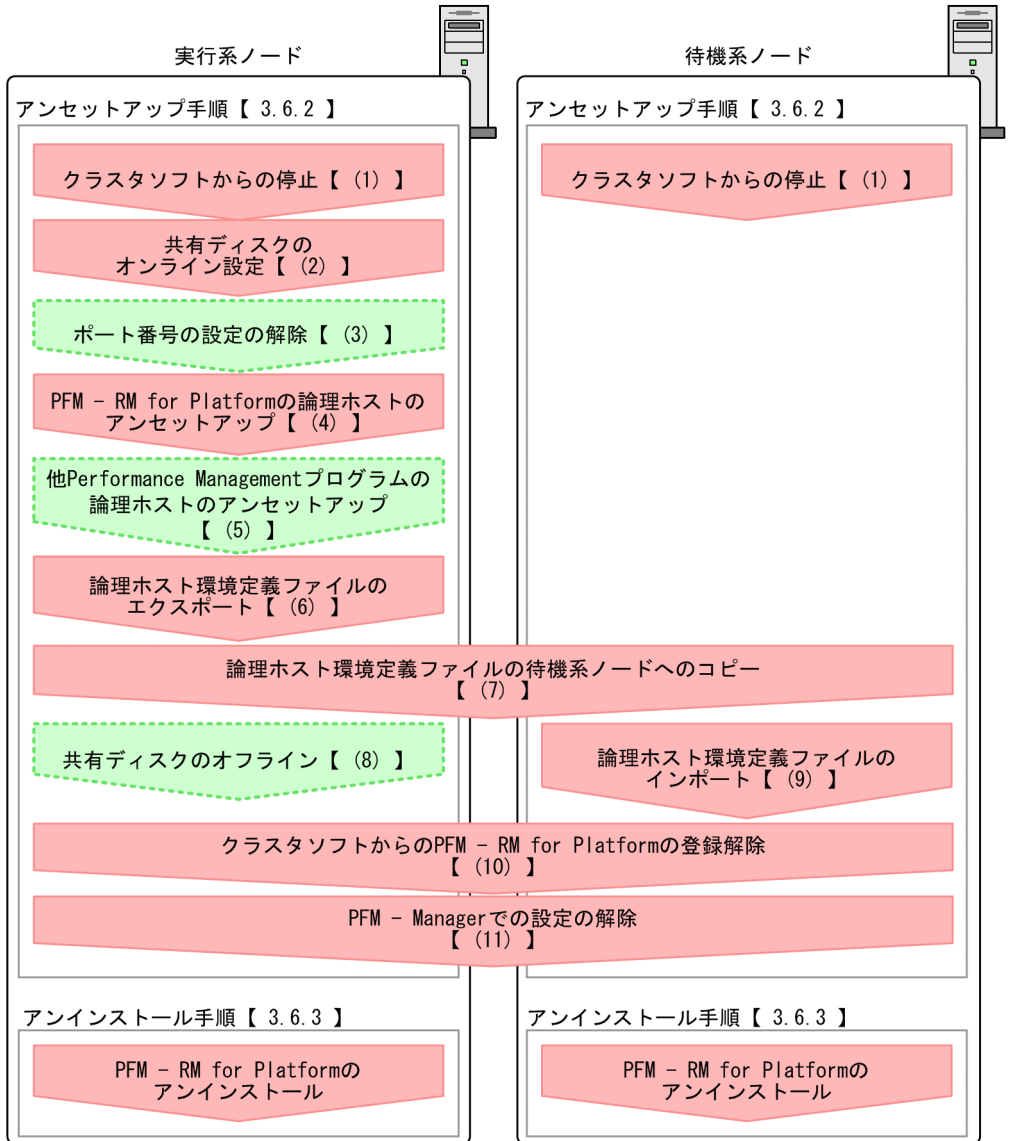 実行系ノード
待機系ノード
アンセットアップ手順【 3.6.2 】
アンセットアップ手順【 3.6.2 】
クラスタソフトからの停止【 (1) 】
クラスタソフトからの停止【 (1) 】
共有ディスクの
オンライン設定【 (2) 】
ポート番号の設定の解除【 (3) 】
PFM - RM for Platformの論理ホストの
アンセットアップ【 (4) 】
他Performance Managementプログラムの
論理ホストのアンセットアップ
【 (5) 】
論理ホスト環境定義ファイルの
エクスポート【 (6) 】
論理ホスト環境定義ファイルの待機系ノードへのコピー
【 (7) 】
共有ディスクのオフライン【 (8) 】
論理ホスト環境定義ファイルの
インポート【 (9) 】
クラスタソフトからのPFM - RM for Platformの登録解除
【 (10) 】
PFM - Managerでの設定の解除
【 (11) 】
アンインストール手順【 3.6.3 】
アンインストール手順【 3.6.3 】
PFM - RM for Platformの
アンインストール
PFM - RM for Platformの
アンインストール